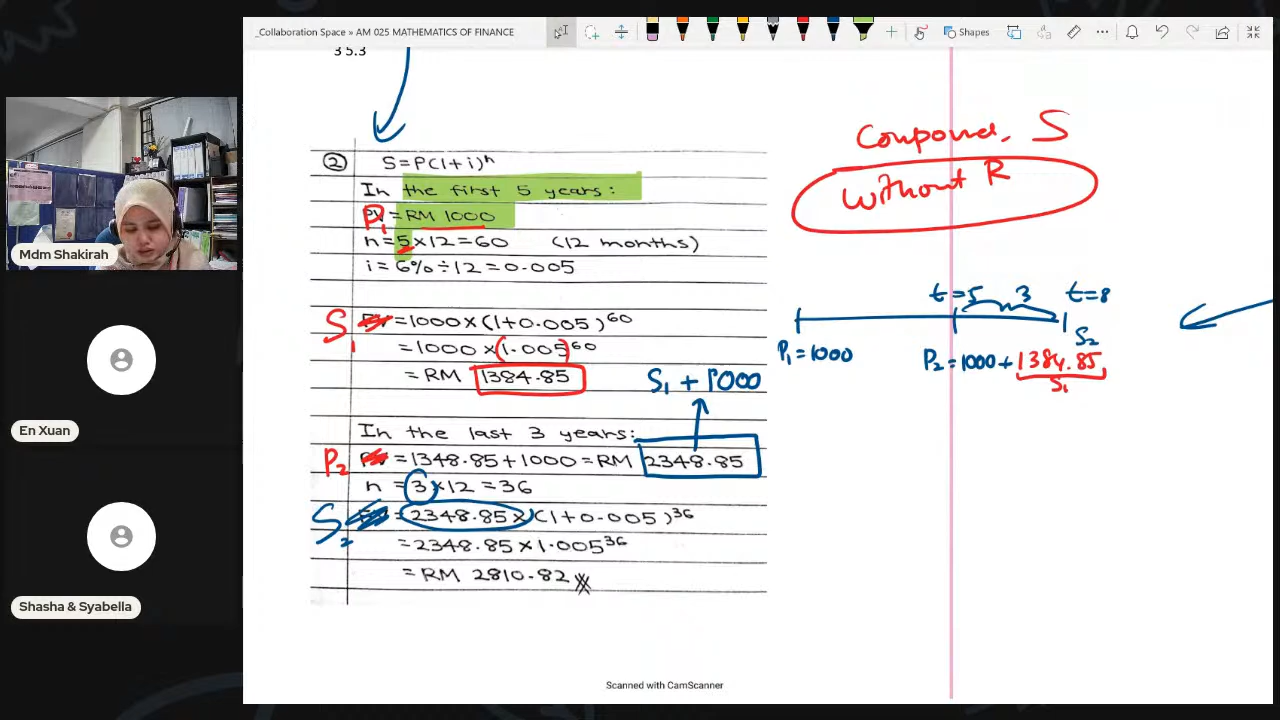 _Collaboration Space » AM 025 MATHEMATICS OF FINANCE
Shapes
3 5.3
② S=P(1+i)ⁿ
In the first 5 years:
P₁ = RM 1000
n=5×12=60 (12 months)
i=6%÷12=0.005
S₁ =1000×(1+0.005)⁶⁰
=1000×(1.005)⁶⁰
= RM 1384.85
S₁ + 1000
In the last 3 years:
P₂ =1348.85+1000=RM 2348.85
n =3×12=36
S₂ =2348.85×(1+0.005)³⁶
=2348.85×1.005³⁶
=RM 2810.82
Compound, S
without R
t=5 3 t=8
S₂
P₁=1000
P₂=1000+1384.85
S₁
Scanned with CamScanner
Mdm Shakirah
En Xuan
Shasha & Syabella